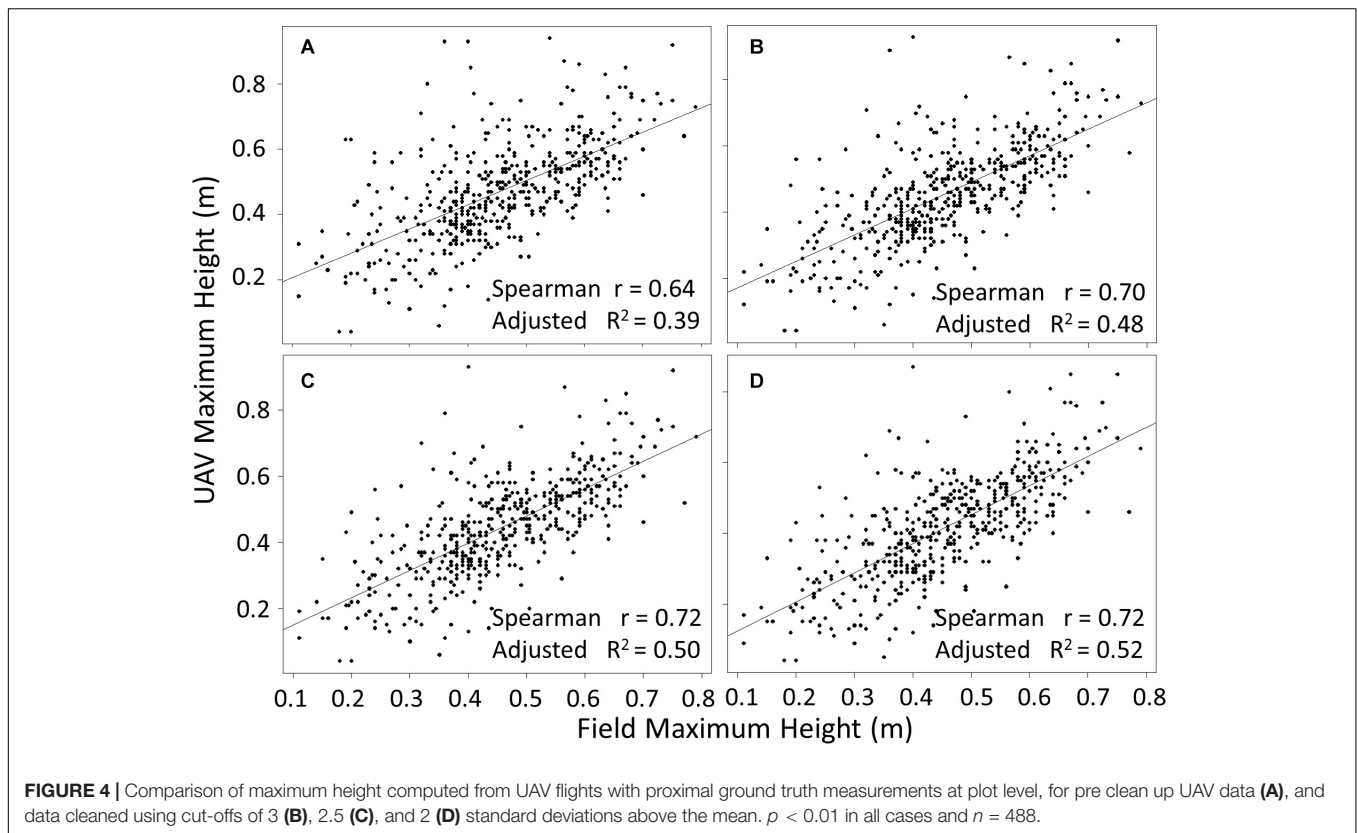 A
B
0.8
0.6
0.4
0.2
UAV Maximum Height (m)
Spearman r = 0.64
Adjusted R² = 0.39
Spearman r = 0.70
Adjusted R² = 0.48
C
D
0.8
0.6
0.4
0.2
Spearman r = 0.72
Adjusted R² = 0.50
Spearman r = 0.72
Adjusted R² = 0.52
0.1 0.2 0.3 0.4 0.5 0.6 0.7 0.8 0.1 0.2 0.3 0.4 0.5 0.6 0.7 0.8
Field Maximum Height (m)
FIGURE 4 | Comparison of maximum height computed from UAV flights with proximal ground truth measurements at plot level, for pre clean up UAV data (A), and
data cleaned using cut-offs of 3 (B), 2.5 (C), and 2 (D) standard deviations above the mean. p < 0.01 in all cases and n = 488.